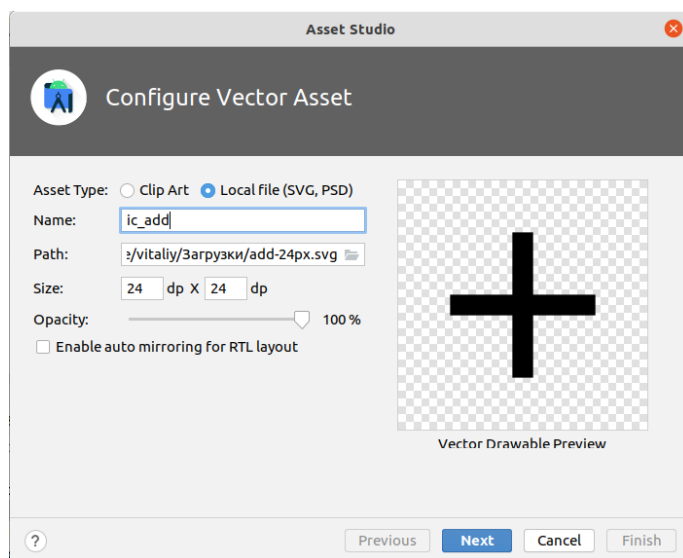 Asset Studio
Configure Vector Asset
Asset Type: Clip Art Local file (SVG, PSD)
Name: ic_add
Path: e/vitaliy/Загрузки/add-24px.svg
Size: 24 dp X 24 dp
Opacity: 100 %
Enable auto mirroring for RTL layout
Vector Drawable Preview
? Previous Next Cancel Finish